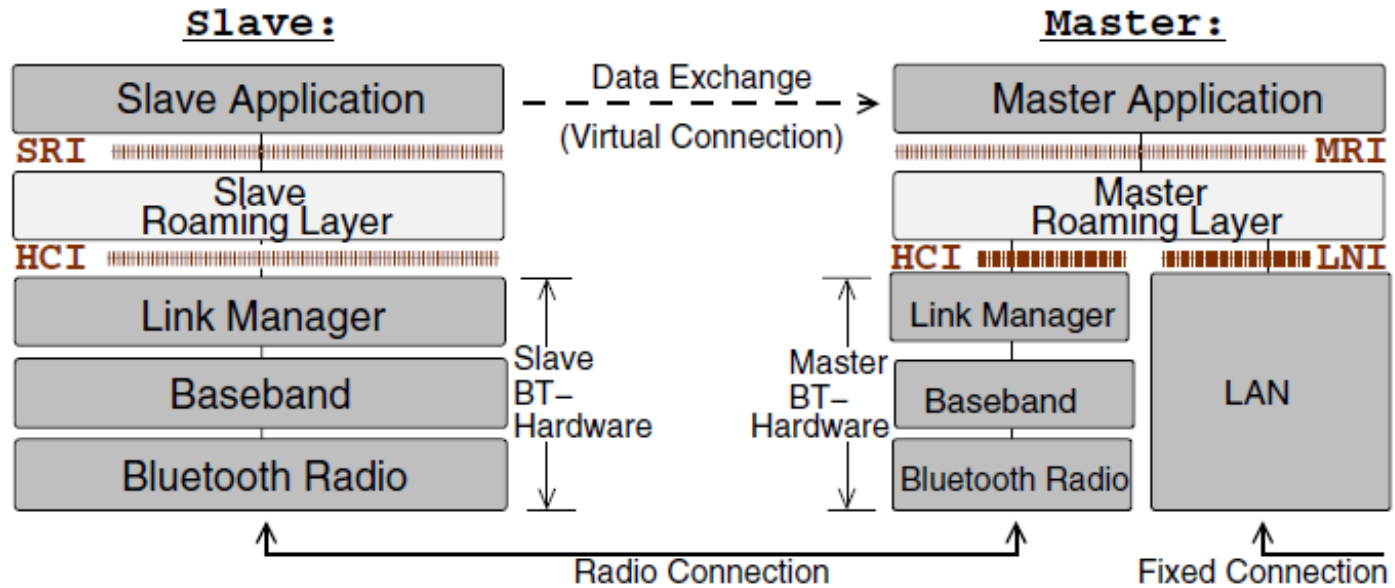 Slave:
Master:
Slave Application
Data Exchange
(Virtual Connection)
Master Application
SRI
MRI
Slave
Roaming Layer
Master
Roaming Layer
HCI
HCI
LNI
Link Manager
Baseband
Bluetooth Radio
Slave
BT–
Hardware
Master
BT–
Hardware
Link Manager
Baseband
Bluetooth Radio
LAN
Radio Connection
Fixed Connection